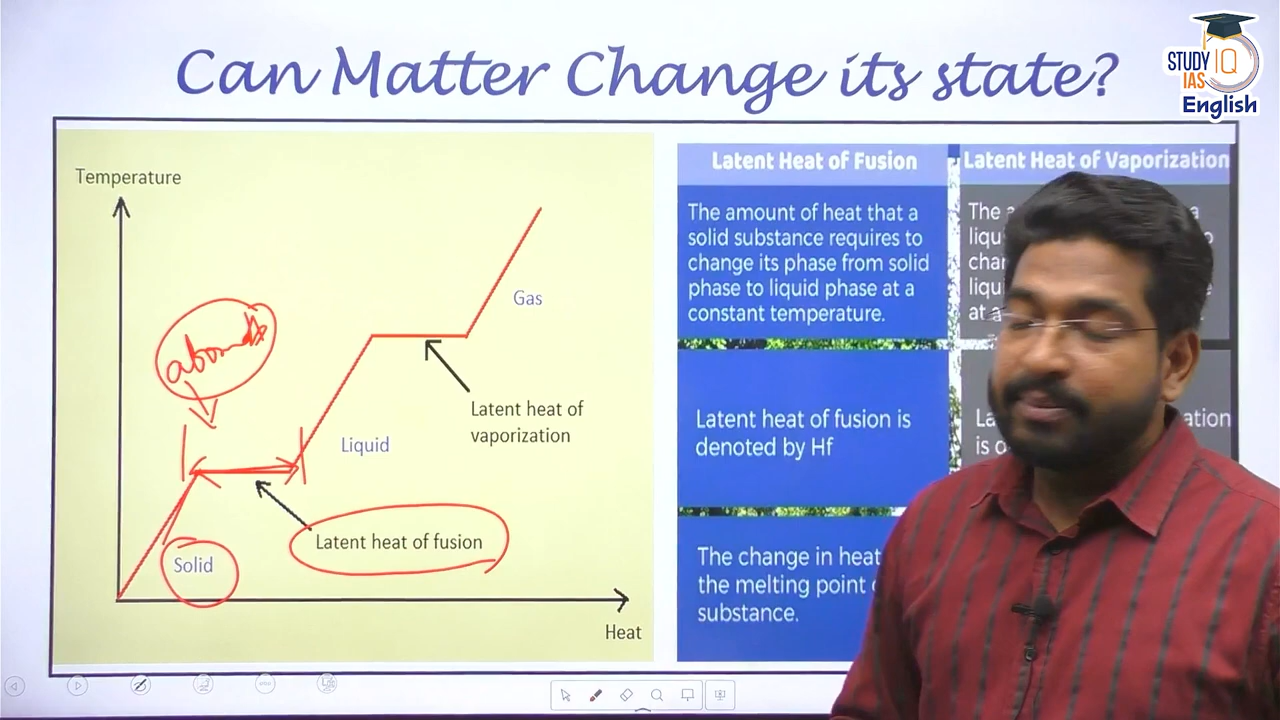 Can Matter Change its state?
STUDY IQ
IAS
English
Temperature
Gas
Latent heat of
vaporization
Liquid
Latent heat of fusion
Solid
Heat
Latent Heat of Fusion
The amount of heat that a
solid substance requires to
change its phase from solid
phase to liquid phase at a
constant temperature.
Latent heat of fusion is
denoted by Hf
The change in heat
the melting point
substance.
Latent Heat of Vaporization
The